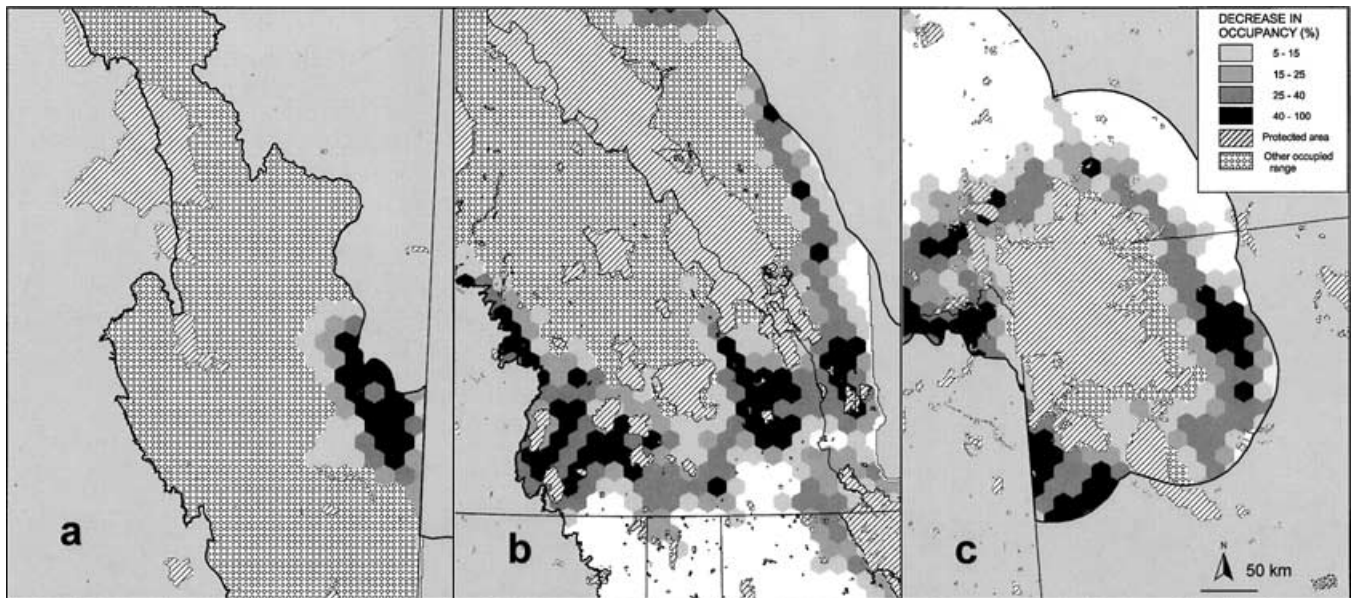 DECREASE IN
OCCUPANCY (%)
5 - 15
15 - 25
25 - 40
40 - 100
Protected area
Other occupied
range
a
b
c
N
50 km